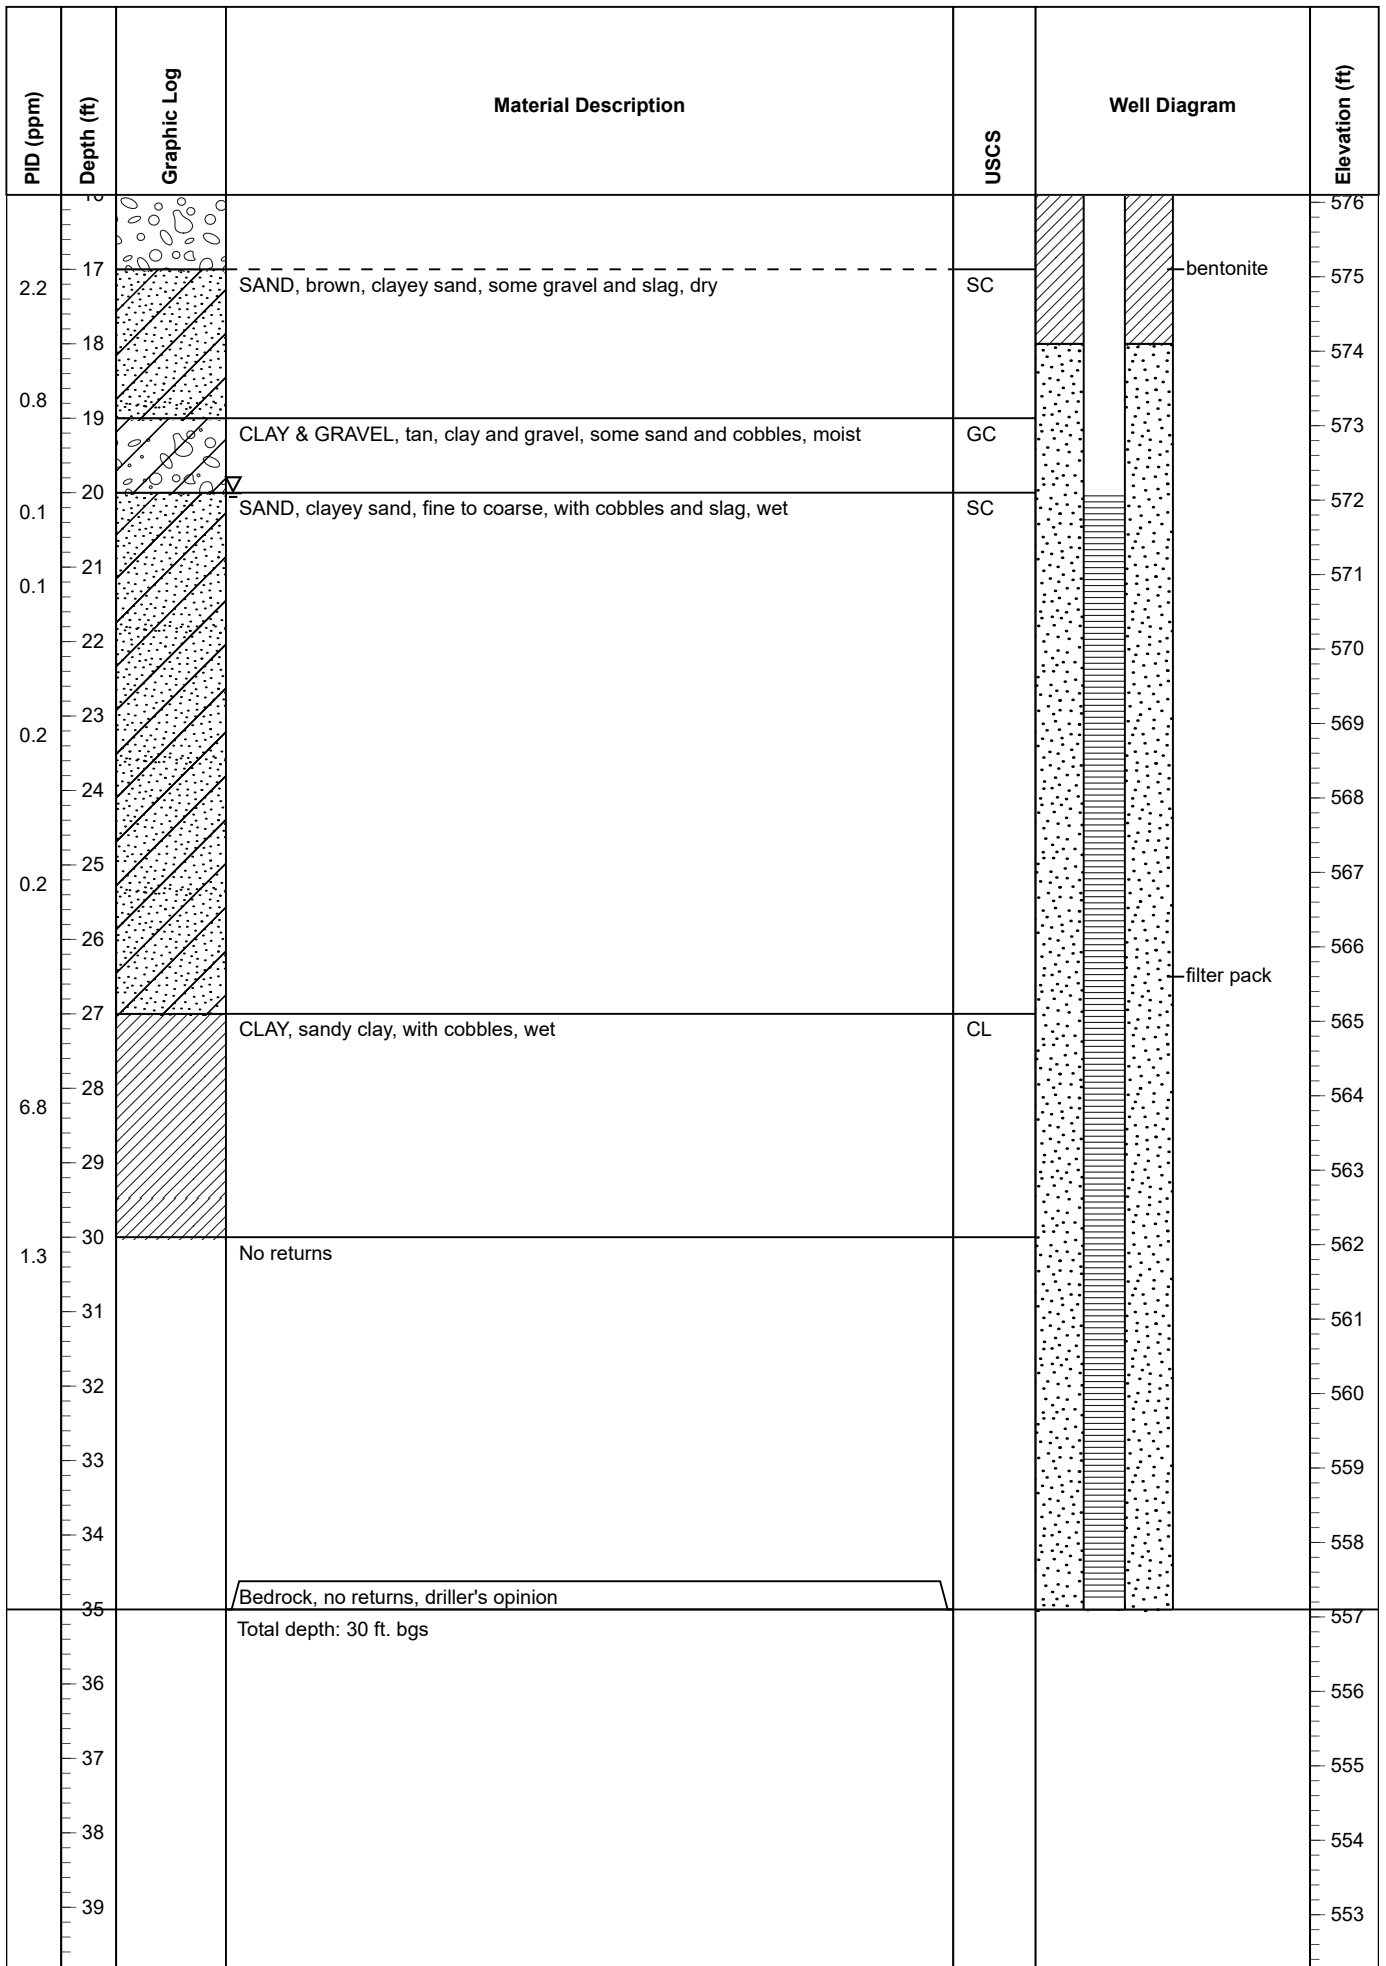 PID (ppm)
Depth (ft)
Graphic Log
Material Description
USCS
Well Diagram
Elevation (ft)
576
17 bentonite
2.2 SAND, brown, clayey sand, some gravel and slag, dry SC 575
18 574
0.8
19 573
CLAY & GRAVEL, tan, clay and gravel, some sand and cobbles, moist GC
20 572
0.1 SAND, clayey sand, fine to coarse, with cobbles and slag, wet SC
21 571
0.1
22 570
23 569
0.2
24 568
25 567
0.2
26 566
filter pack
27 565
CLAY, sandy clay, with cobbles, wet CL
28 564
6.8
29 563
30 562
1.3 No returns
31 561
32 560
33 559
34 558
Bedrock, no returns, driller's opinion
35 557
Total depth: 30 ft. bgs
36 556
37 555
38 554
39 553